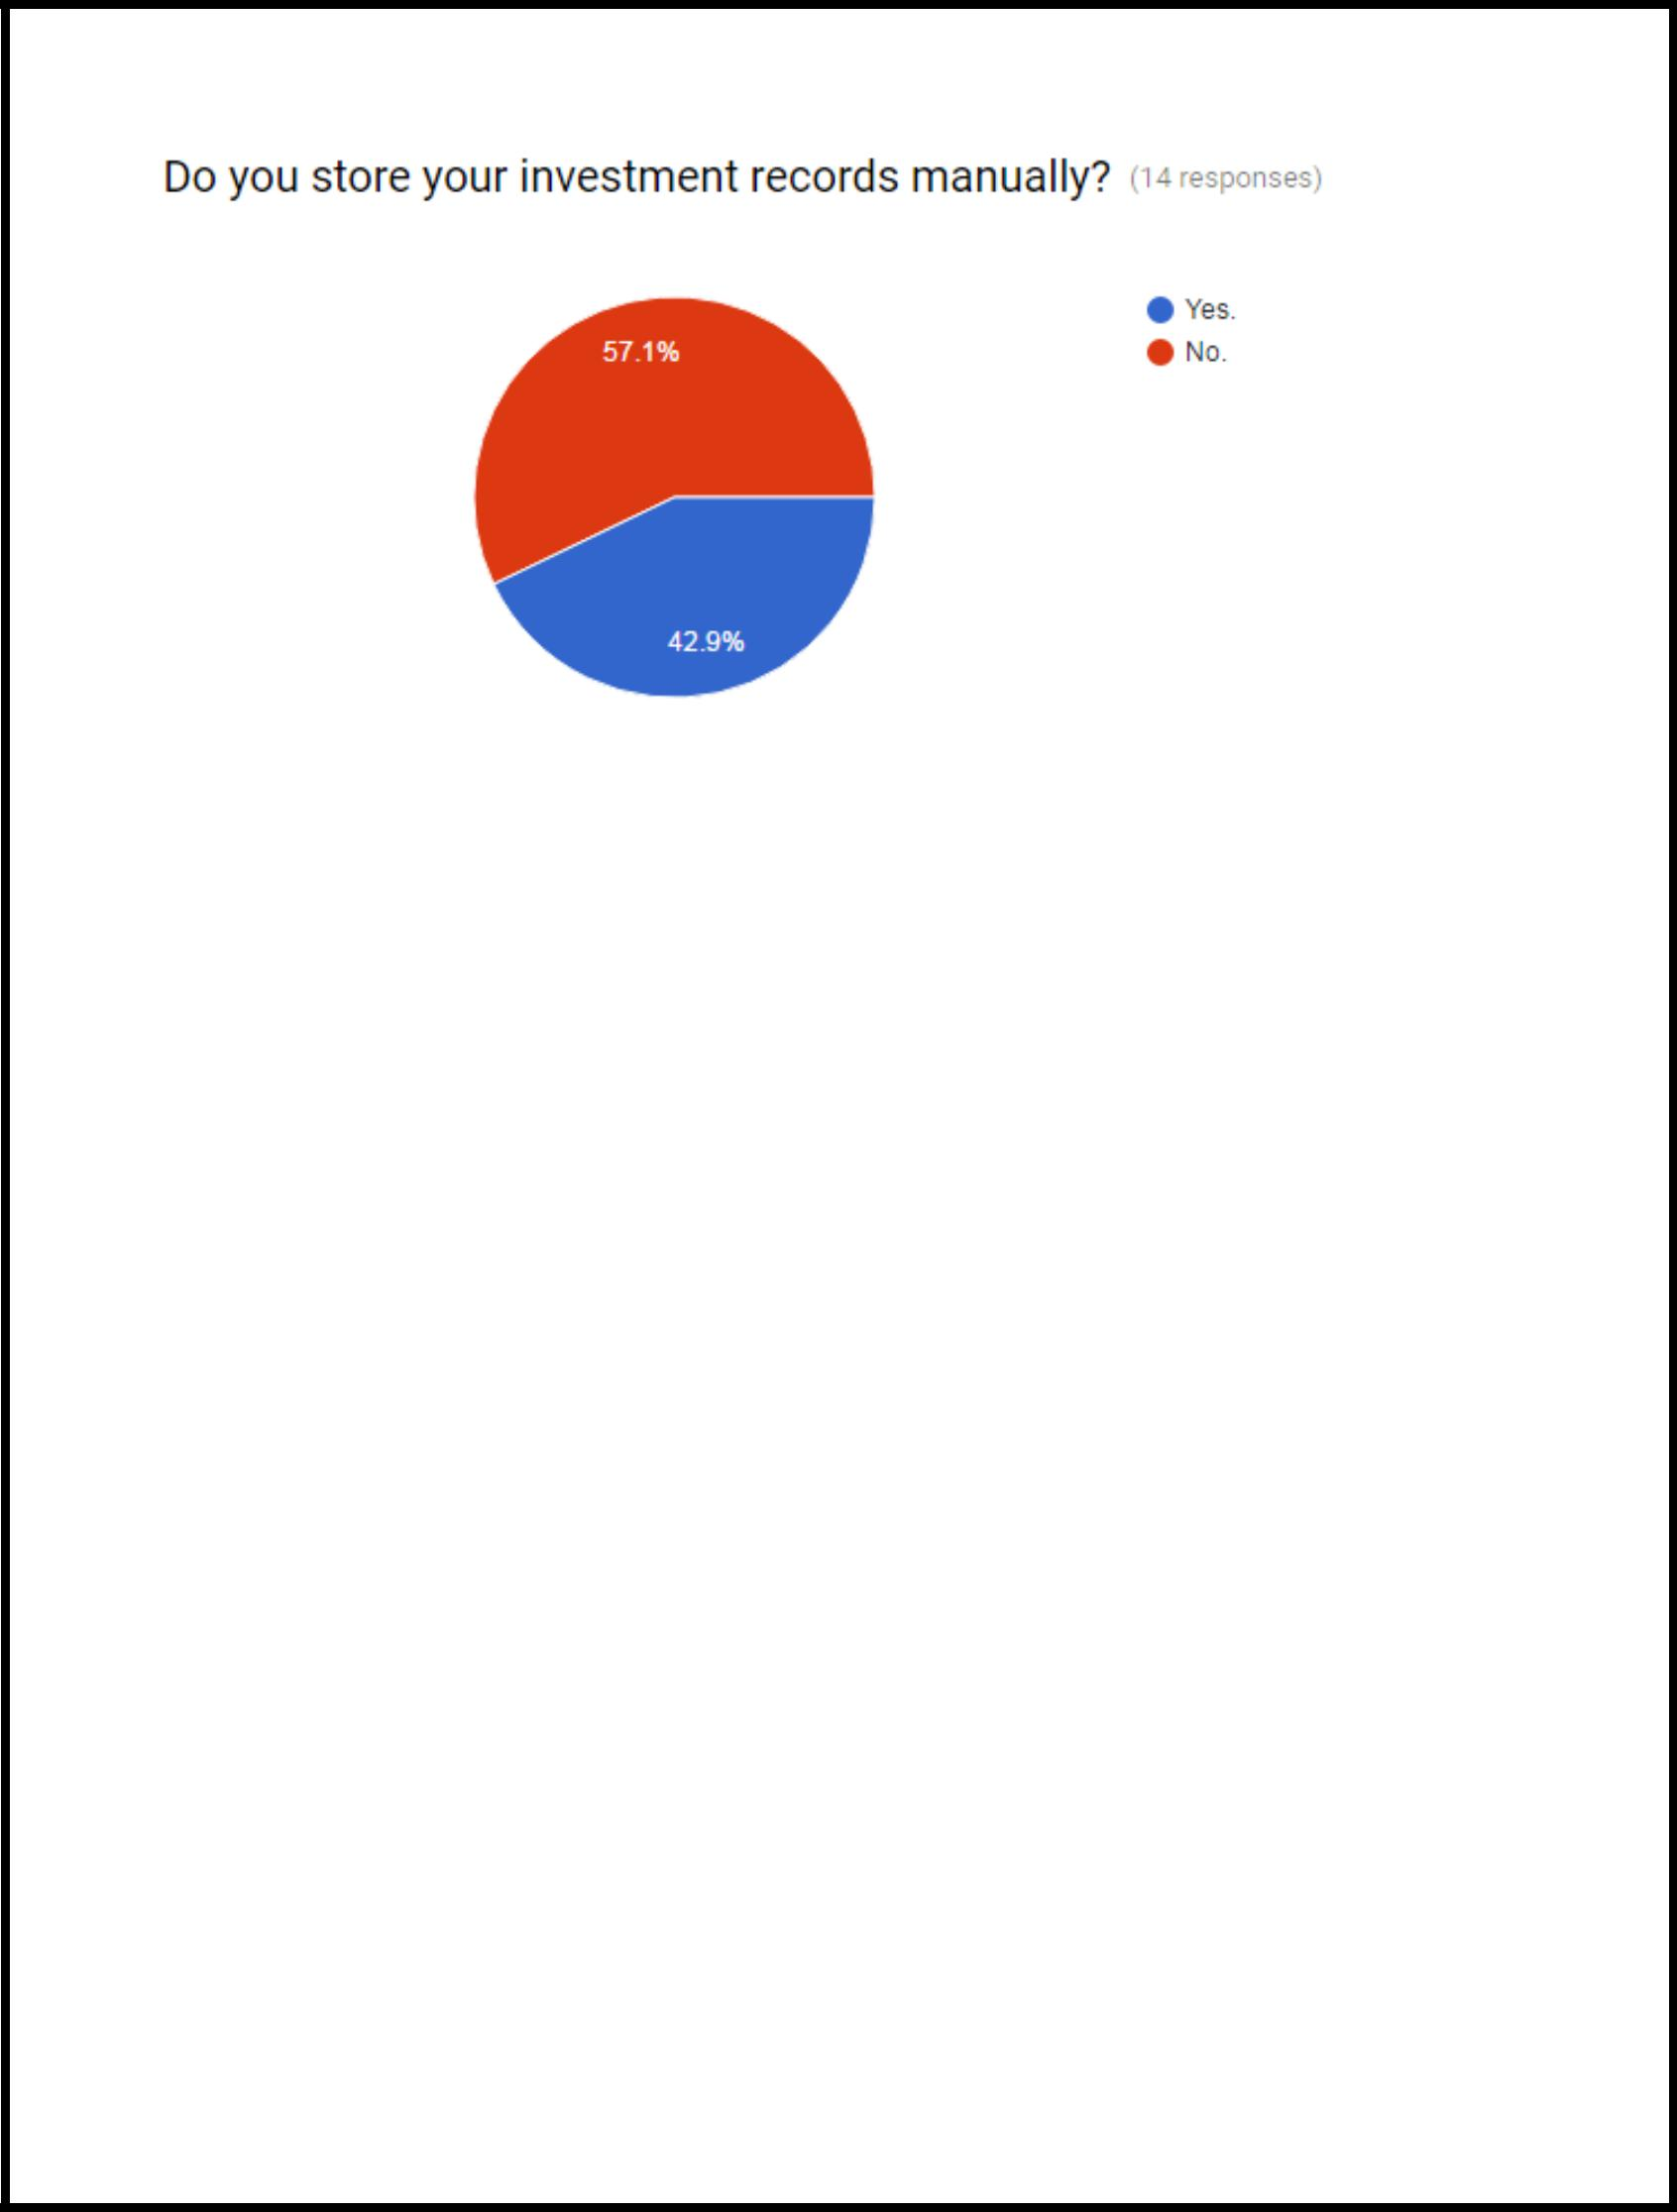 Do you store your investment records manually? (14 responses)
Yes.
No.
57.1%
42.9%